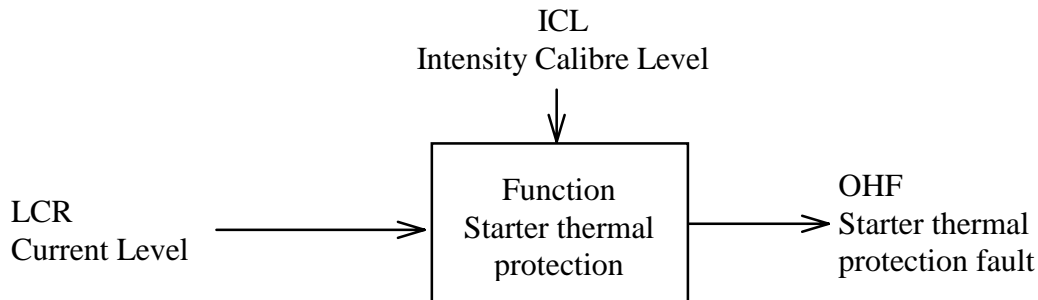 ICL
Intensity Calibre Level
Function
Starter thermal
protection
LCR
Current Level
OHF
Starter thermal
protection fault